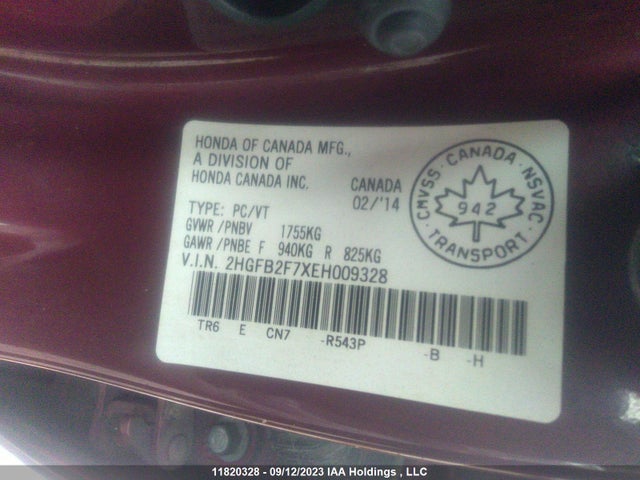 HONDA OF CANADA MFG.,
A DIVISION OF
HONDA CANADA INC. CANADA
02/'14
TYPE: PC/VT
GVWR /PNBV 1755KG
GAWR /PNBE F 940KG R 825KG
V.I.N. 2HGFB2F7XEH009328
TR6 E CN7 -R543P -B -H
CMVSS · CANADA · NSVAC
942
TRANSPORT
11820328 - 09/12/2023 IAA Holdings , LLC